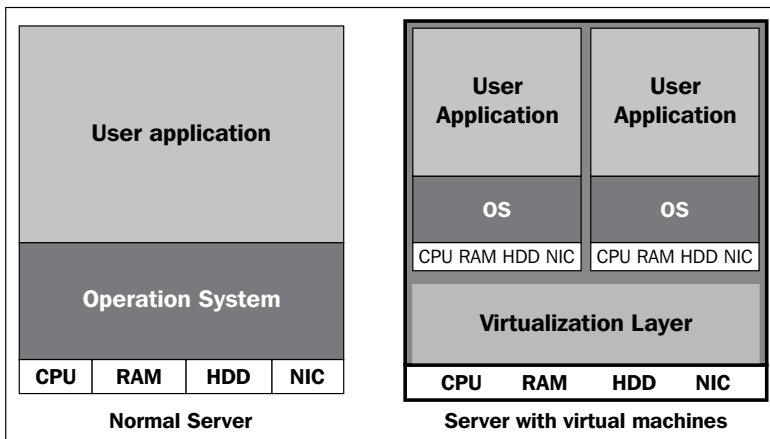 User application
Operation System
CPU RAM HDD NIC
Normal Server
User
Application
OS
CPU RAM HDD NIC
User
Application
OS
CPU RAM HDD NIC
Virtualization Layer
CPU RAM HDD NIC
Server with virtual machines